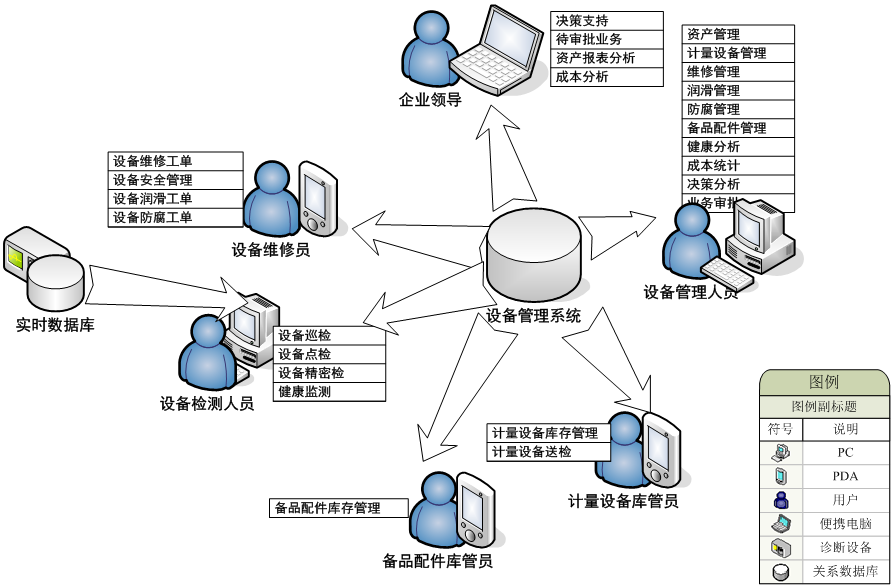 决策支持
待审批业务
资产报表分析
成本分析
企业领导
资产管理
计量设备管理
维修管理
润滑管理
防腐管理
备品配件管理
健康分析
成本统计
决策分析
业务审批
设备管理人员
设备维修工单
设备安全管理
设备润滑工单
设备防腐工单
设备维修员
实时数据库
设备管理系统
设备巡检
设备点检
设备精密检
健康监测
设备检测人员
计量设备库存管理
计量设备送检
计量设备库管员
备品配件库存管理
备品配件库管员
图例
图例副标题
符号 说明
PC
PDA
用户
便携电脑
诊断设备
关系数据库